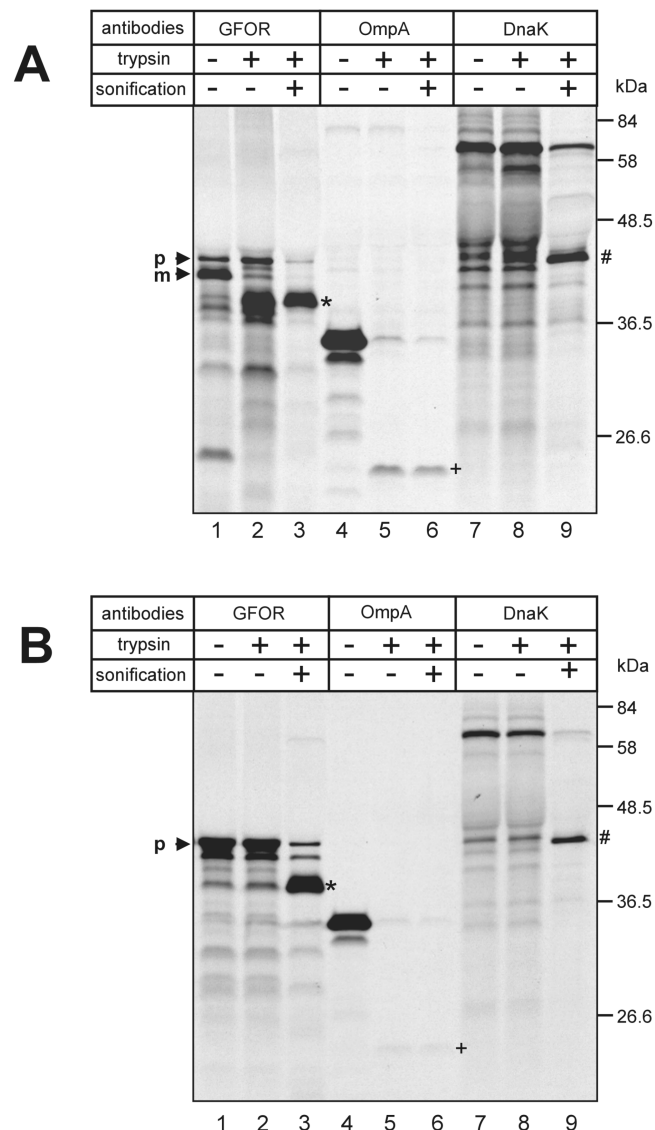 A
antibodies GFOR OmpA DnaK
trypsin - + + - + + - + +
sonification - - + - - + - - +
kDa
84
58
48.5
p
#
m
*
36.5
26.6
+
1 2 3 4 5 6 7 8 9
B
antibodies GFOR OmpA DnaK
trypsin - + + - + + - + +
sonification - - + - - + - - +
kDa
84
58
48.5
p
#
*
36.5
26.6
+
1 2 3 4 5 6 7 8 9